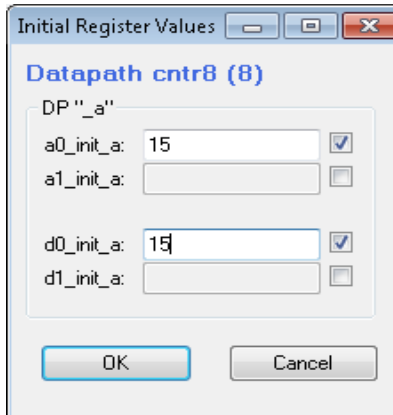 Initial Register Values
Datapath cntr8 (8)
DP "_a"
a0_init_a: 15
a1_init_a:
d0_init_a: 15
d1_init_a:
OK Cancel